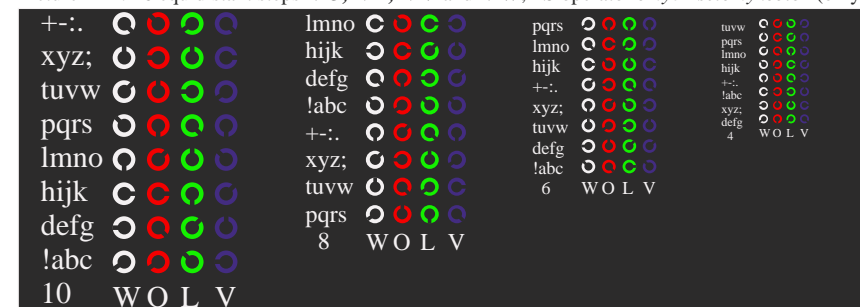 +-:.
xyz;
tuvw
pqrs
lmno
hijk
defg
!abc
10 W O L V
lmno
hijk
defg
!abc
+-:.
xyz;
tuvw
pqrs
8 W O L V
pqrs
lmno
hijk
+-:.
xyz;
tuvw
defg
!abc
6 W O L V
tuvw
pqrs
lmno
hijk
+-:.
!abc
xyz;
defg
4 W O L V